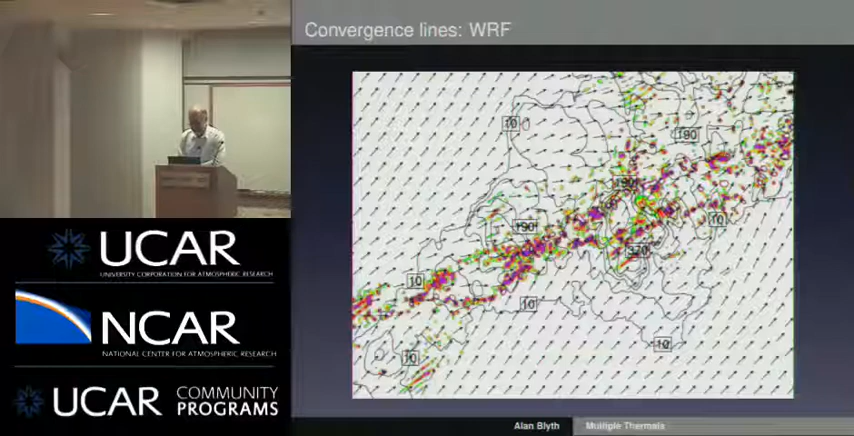 Convergence lines: WRF
10
190
190
190
10
370
10
10
10
10
UCAR
UNIVERSITY CORPORATION FOR ATMOSPHERIC RESEARCH
NCAR
NATIONAL CENTER FOR ATMOSPHERIC RESEARCH
UCAR COMMUNITY PROGRAMS
Alan Blyth Multiple Thermals